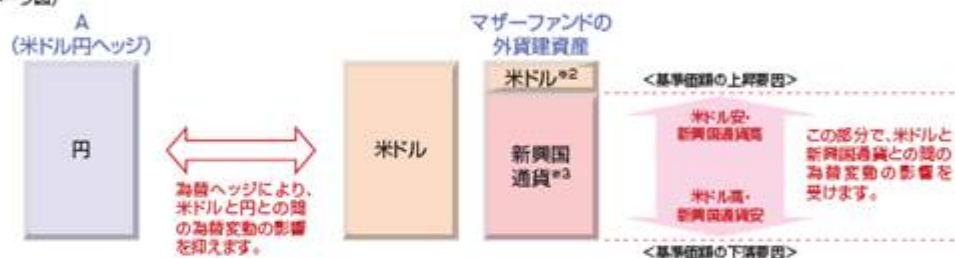 A
(米ドル円ヘッジ)
円
為替ヘッジにより、
米ドルと円との間
の為替変動の影響
を抑えます。
米ドル
マザーファンドの
外貨建資産
米ドル*2
新興国
通貨*3
<基準価額の上昇要因>
米ドル安・
新興国通貨高
米ドル高・
新興国通貨安
<基準価額の下落要因>
この部分で、米ドルと
新興国通貨との間の
為替変動の影響を
受けます。